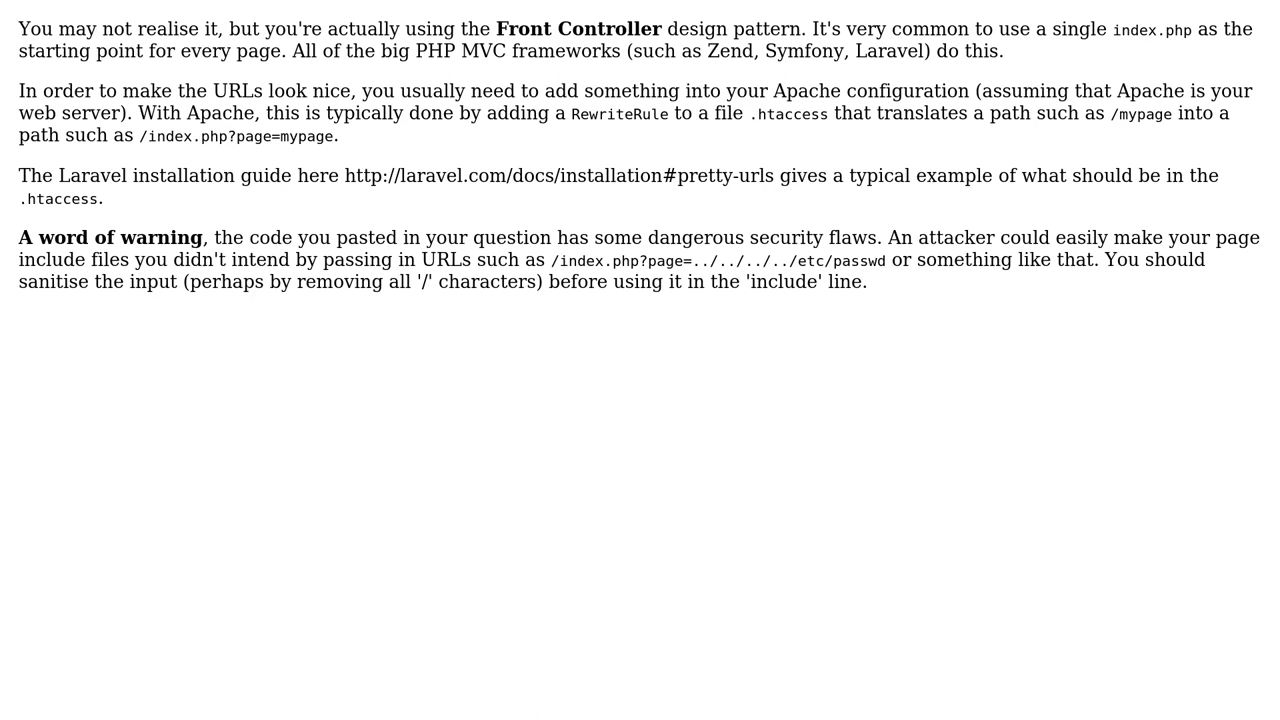 You may not realise it, but you're actually using the Front Controller design pattern. It's very common to use a single index.php as the
starting point for every page. All of the big PHP MVC frameworks (such as Zend, Symfony, Laravel) do this.
In order to make the URLs look nice, you usually need to add something into your Apache configuration (assuming that Apache is your
web server). With Apache, this is typically done by adding a RewriteRule to a file .htaccess that translates a path such as /mypage into a
path such as /index.php?page=mypage.
The Laravel installation guide here http://laravel.com/docs/installation#pretty-urls gives a typical example of what should be in the
.htaccess.
A word of warning, the code you pasted in your question has some dangerous security flaws. An attacker could easily make your page
include files you didn't intend by passing in URLs such as /index.php?page=../../../../etc/passwd or something like that. You should
sanitise the input (perhaps by removing all '/' characters) before using it in the 'include' line.